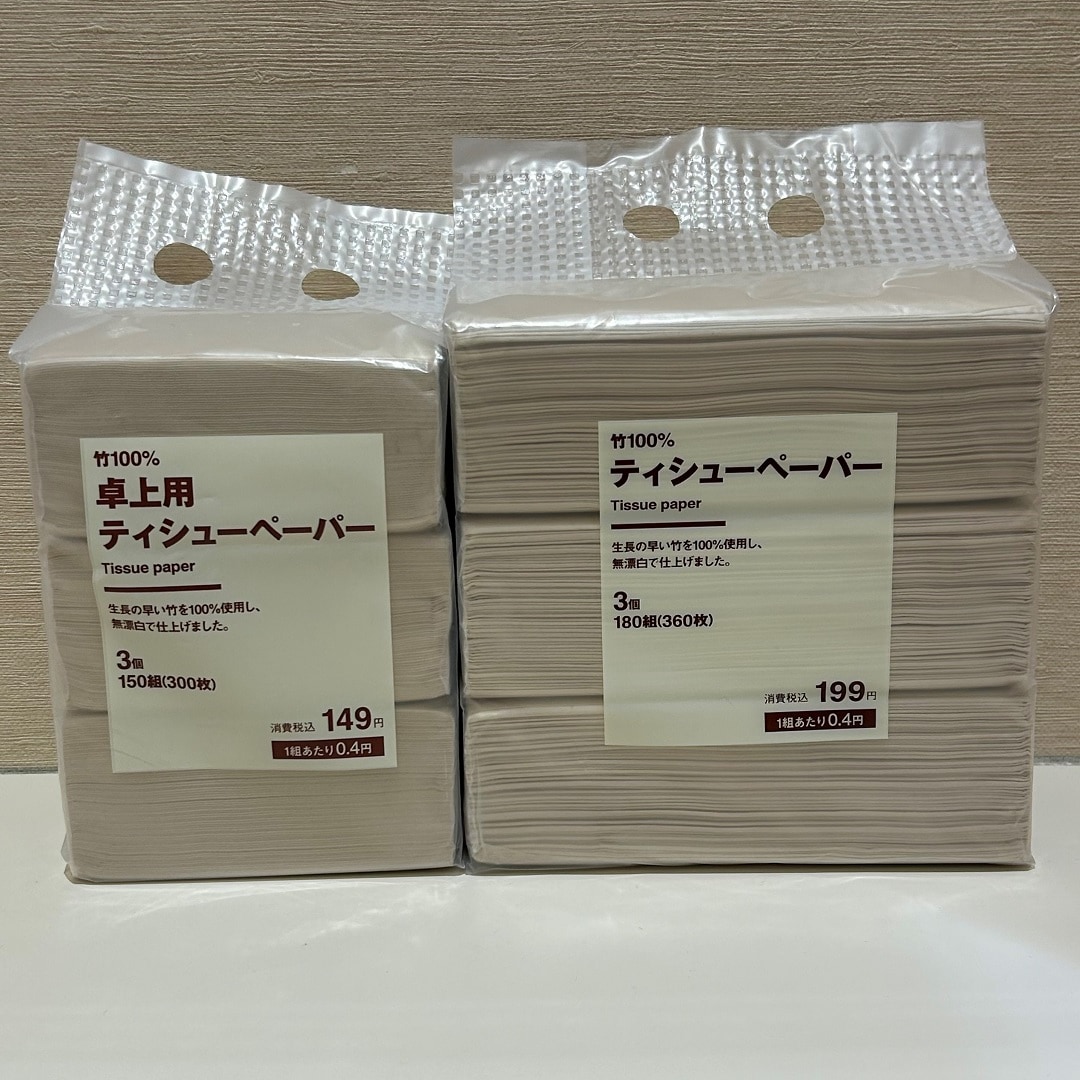 竹100%
卓上用
ティシューペーパー
Tissue paper
生長の早い竹を100%使用し、
無漂白で仕上げました。
3個
150組(300枚)
消費税込 149円
1組あたり0.4円
竹100%
ティシューペーパー
Tissue paper
生長の早い竹を100%使用し、
無漂白で仕上げました。
3個
180組(360枚)
消費税込 199円
1組あたり0.4円